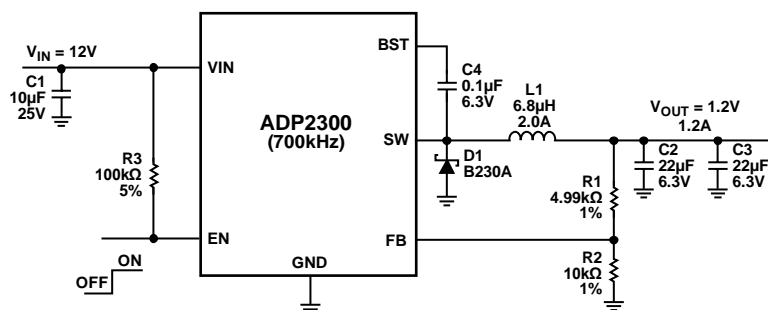 V_IN = 12V
C1
10µF
25V
VIN
R3
100kΩ
5%
EN
ON
OFF
ADP2300
(700kHz)
GND
BST
SW
FB
C4
0.1µF
6.3V
L1
6.8µH
2.0A
D1
B230A
V_OUT = 1.2V
1.2A
C2
22µF
6.3V
C3
22µF
6.3V
R1
4.99kΩ
1%
R2
10kΩ
1%